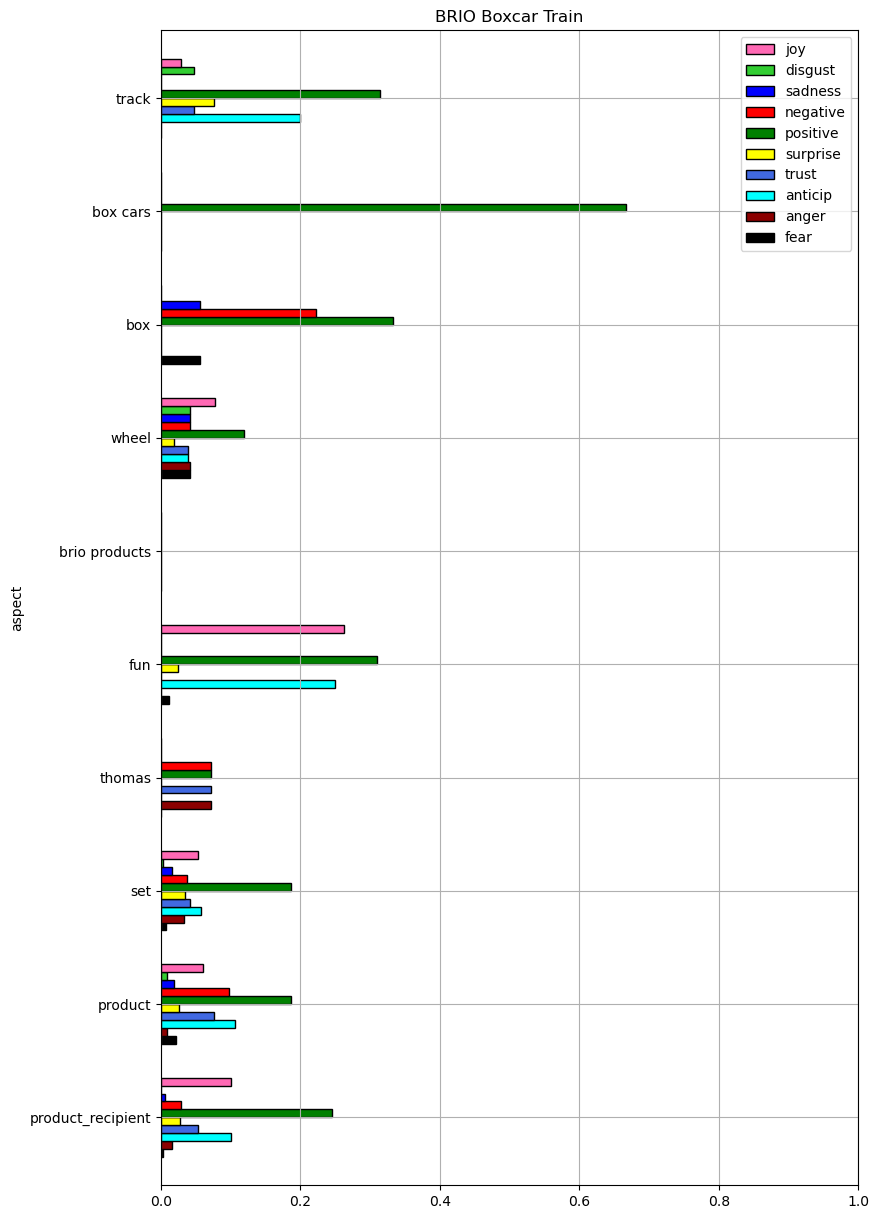 BRIO Boxcar Train
joy
disgust
sadness
negative
positive
surprise
trust
anticip
anger
fear
track
box cars
box
wheel
brio products
fun
thomas
set
product
product_recipient
aspect
0.0 0.2 0.4 0.6 0.8 1.0